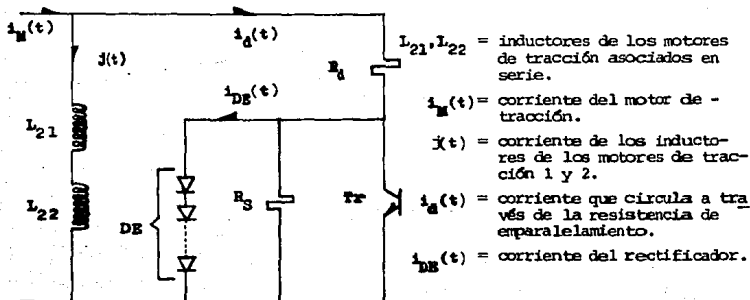 i_M(t)
i_d(t)
j(t)
R_d
i_DE(t)
L_21
L_22
DE
R_S
Tr
L_21, L_22 = inductores de los motores
de tracción asociados en
serie.
i_M(t) = corriente del motor de -
tracción.
j(t) = corriente de los inducto-
res de los motores de trac-
ción 1 y 2.
i_d(t) = corriente que circula a tra
vés de la resistencia de
emparalelamiento.
i_DE(t) = corriente del rectificador.